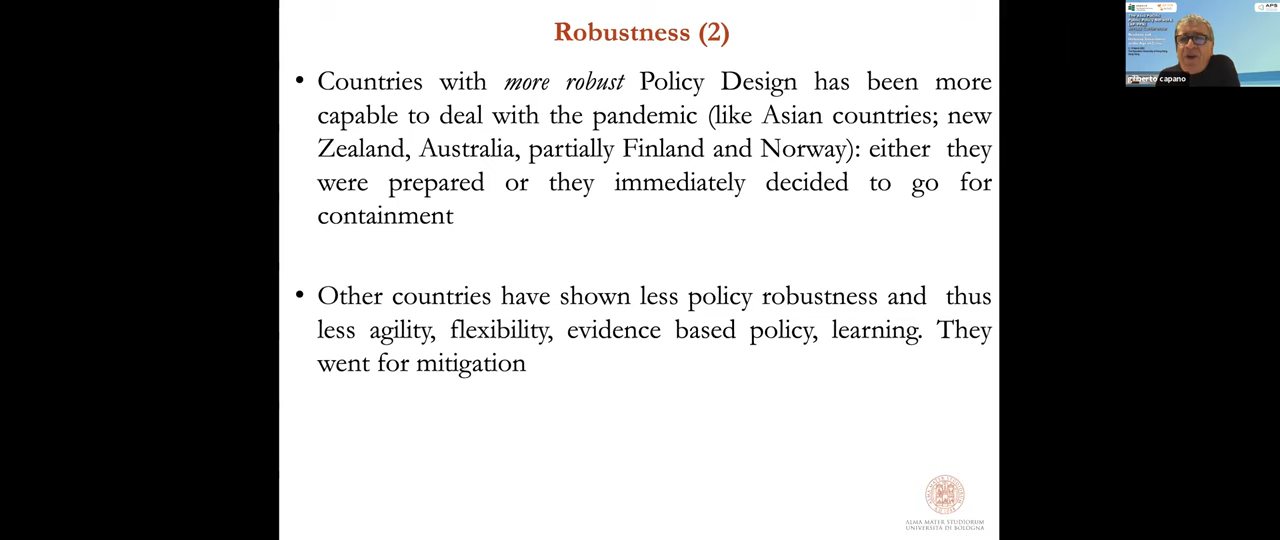 Robustness (2)
• Countries with more robust Policy Design has been more
capable to deal with the pandemic (like Asian countries; new
Zealand, Australia, partially Finland and Norway): either they
were prepared or they immediately decided to go for
containment
• Other countries have shown less policy robustness and thus
less agility, flexibility, evidence based policy, learning. They
went for mitigation
ALMA MATER STUDIORUM
UNIVERSITÀ DI BOLOGNA
APS
gilberto capano